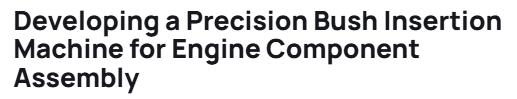 Developing a Precision Bush Insertion
Machine for Engine Component
Assembly